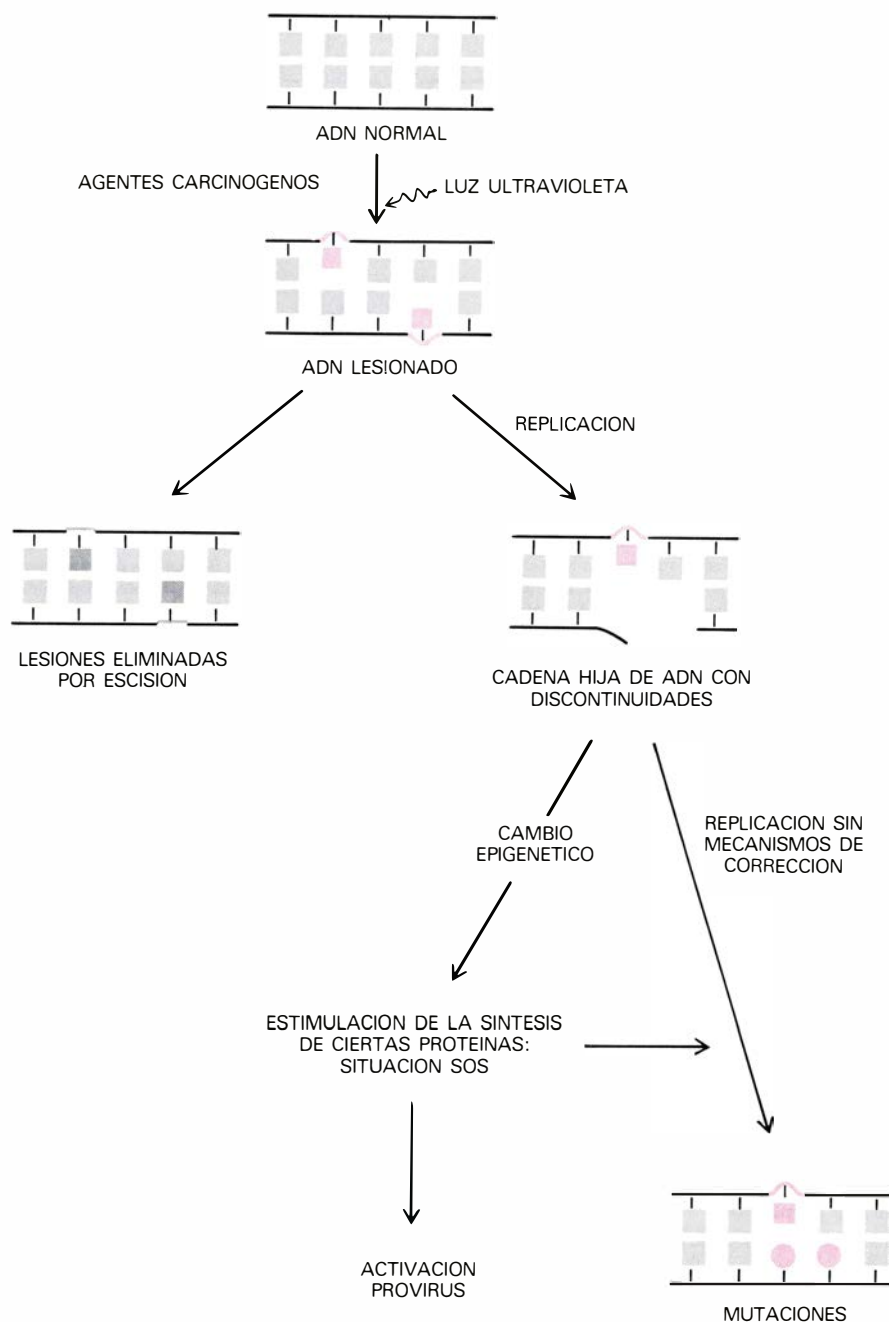 ADN NORMAL
AGENTES CARCINOGENOS
LUZ ULTRAVIOLETA
ADN LESIONADO
REPLICACION
LESIONES ELIMINADAS
POR ESCISION
CADENA HIJA DE ADN CON
DISCONTINUIDADES
CAMBIO
EPIGENETICO
REPLICACION SIN
MECANISMOS DE
CORRECCION
ESTIMULACION DE LA SINTESIS
DE CIERTAS PROTEINAS:
SITUACION SOS
ACTIVACION
PROVIRUS
MUTACIONES